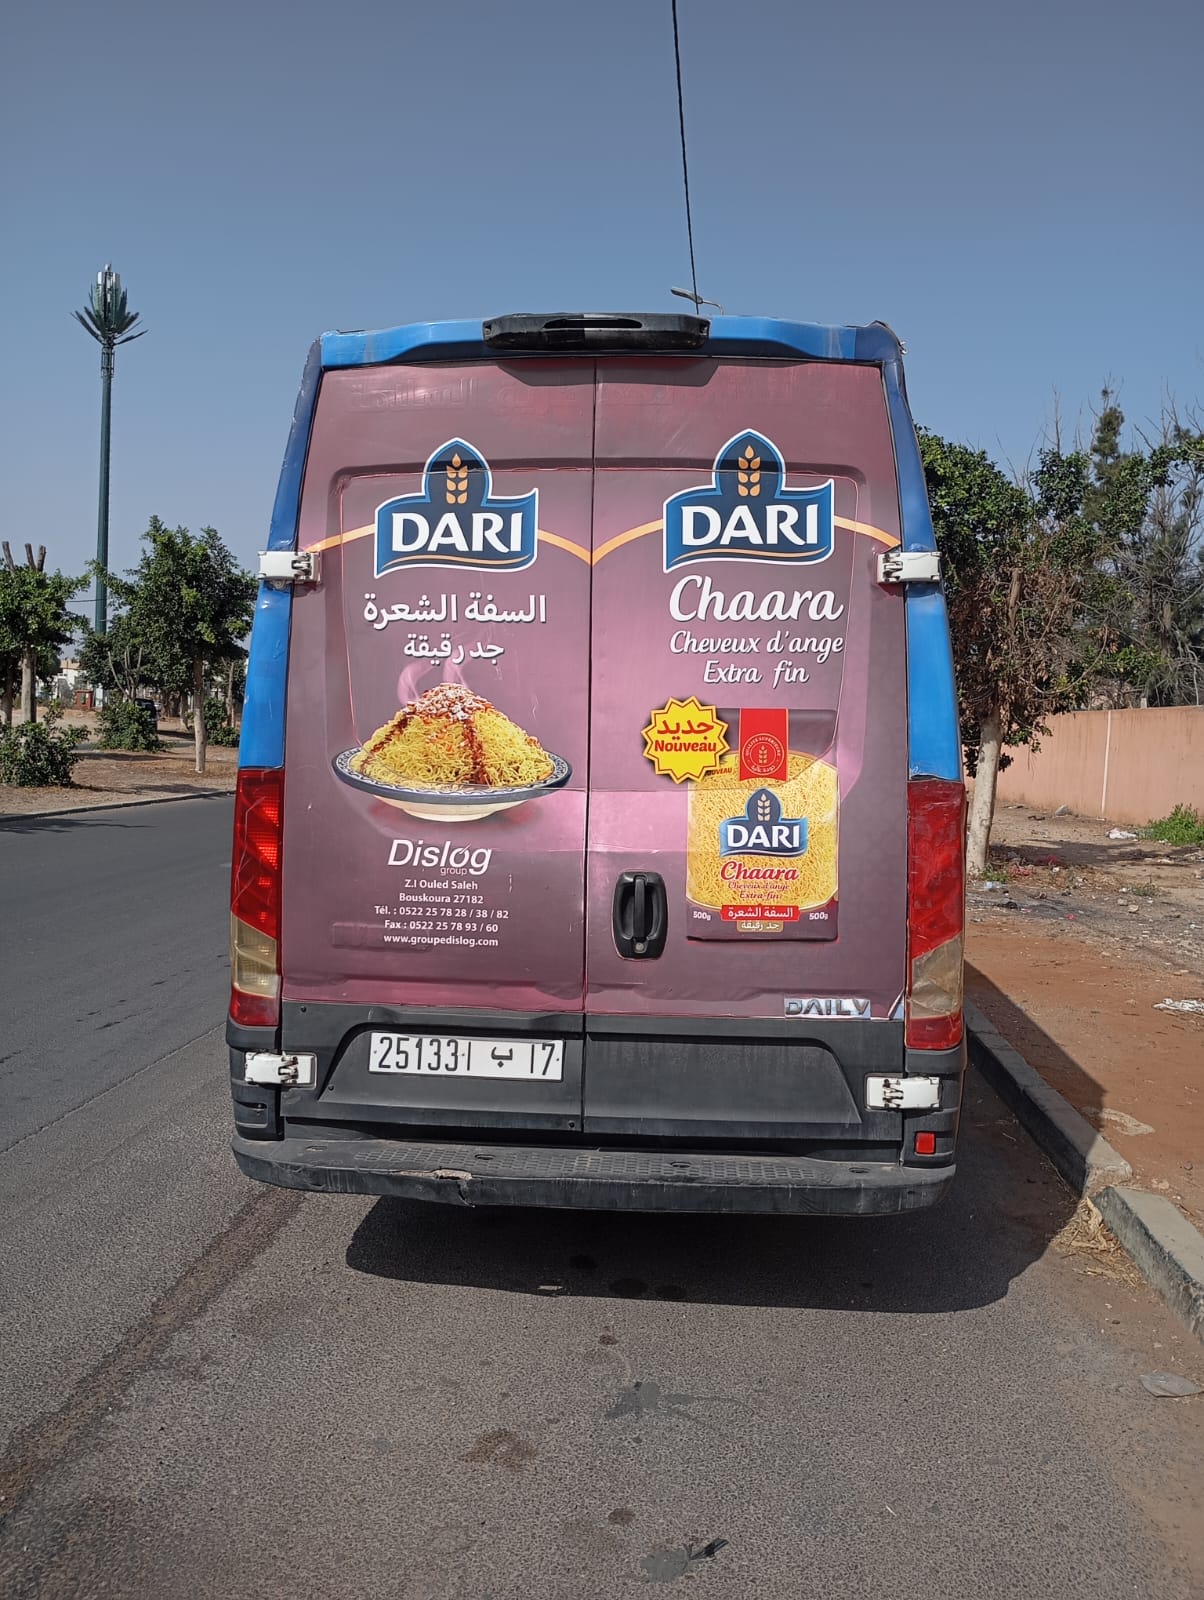 DARI
السفة الشعرة
جد رقيقة
Dislog
group
Z.I Ouled Saleh
Bouskoura 27182
Tél. : 0522 25 78 28 / 38 / 82
Fax : 0522 25 78 93 / 60
www.groupedislog.com
DARI
Chaara
Cheveux d'ange
Extra fin
جديد
Nouveau
DARI
Chaara
Cheveux d'ange
Extra fin
500g
السفة الشعرة
500g
جد رقيقة
DAILY
251331 ب 17